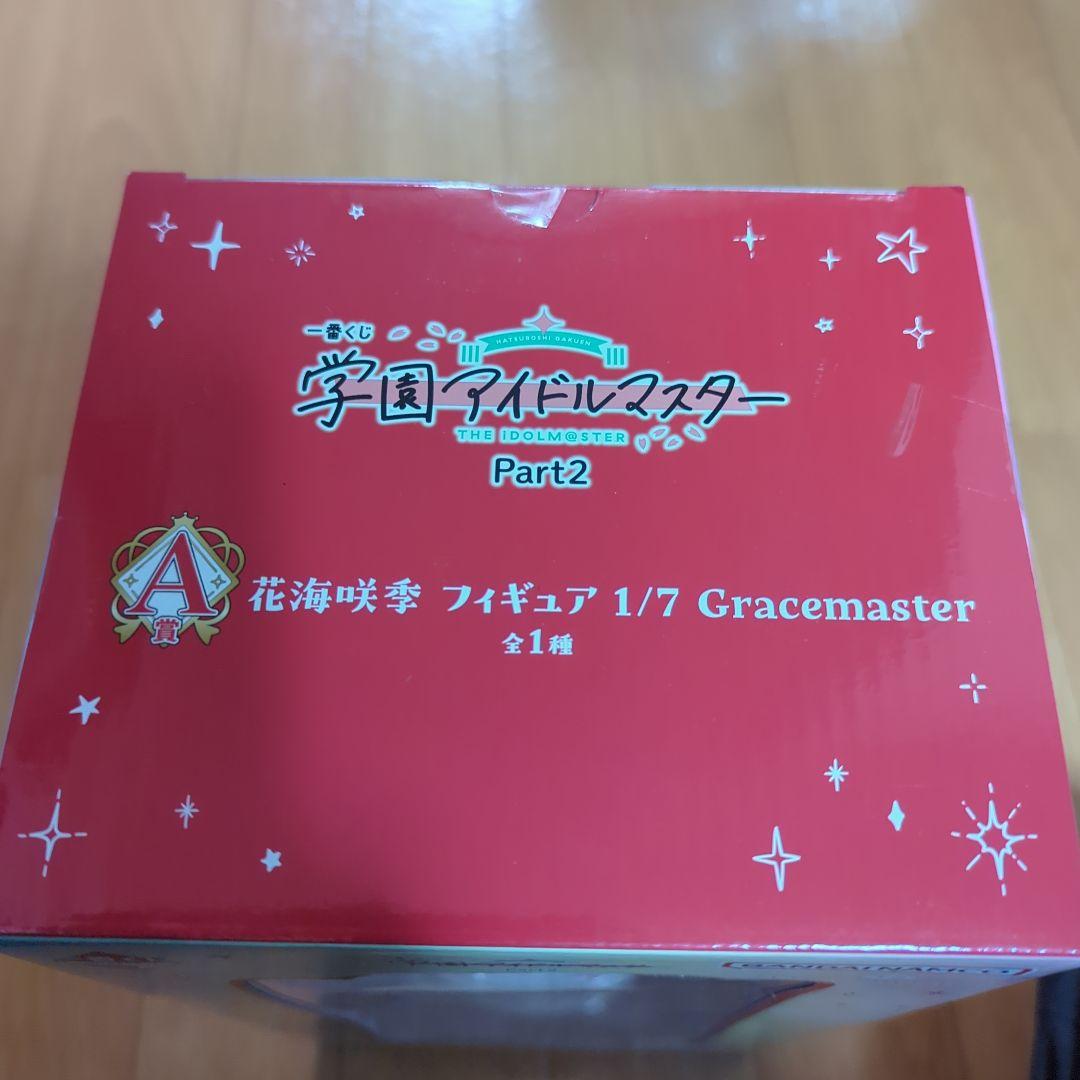 一番くじ
HATSUBOSHI GAKUEN
学園アイドルマスター
THE iDOLM@STER
Part2
A賞
花海咲季 フィギュア 1/7 Gracemaster
全1種